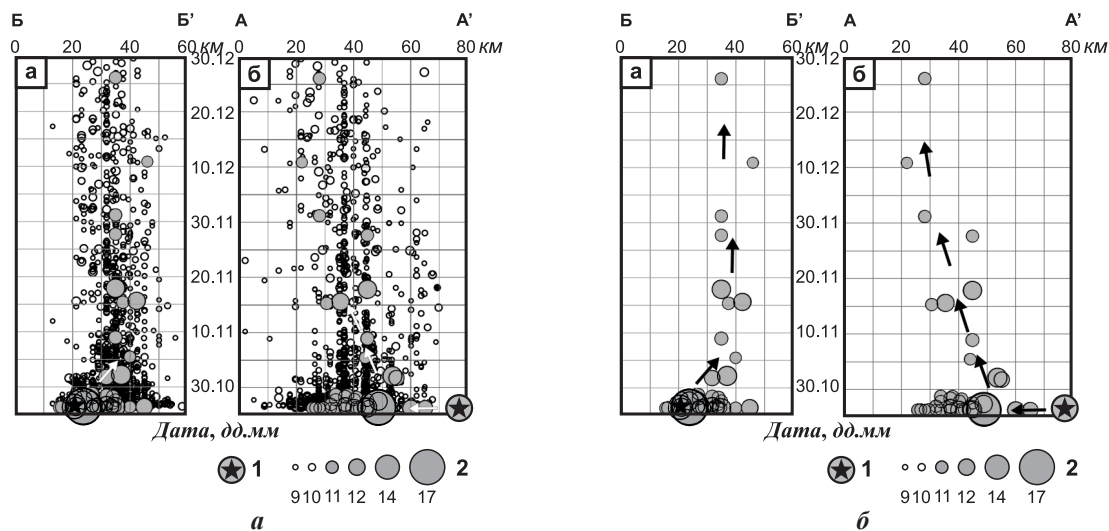 Б Б' А А' Б Б' А А'
0 20 40 60 км 0 20 40 60 80 км 0 20 40 60 км 0 20 40 60 80 км
а 30.12 б а 30.12 б
20.12 20.12
10.12 10.12
30.11 30.11
20.11 20.11
10.11 10.11
30.10 30.10
Дата, дд.мм Дата, дд.мм
1 2 1 2
9 10 11 12 14 17 9 10 11 12 14 17
а б